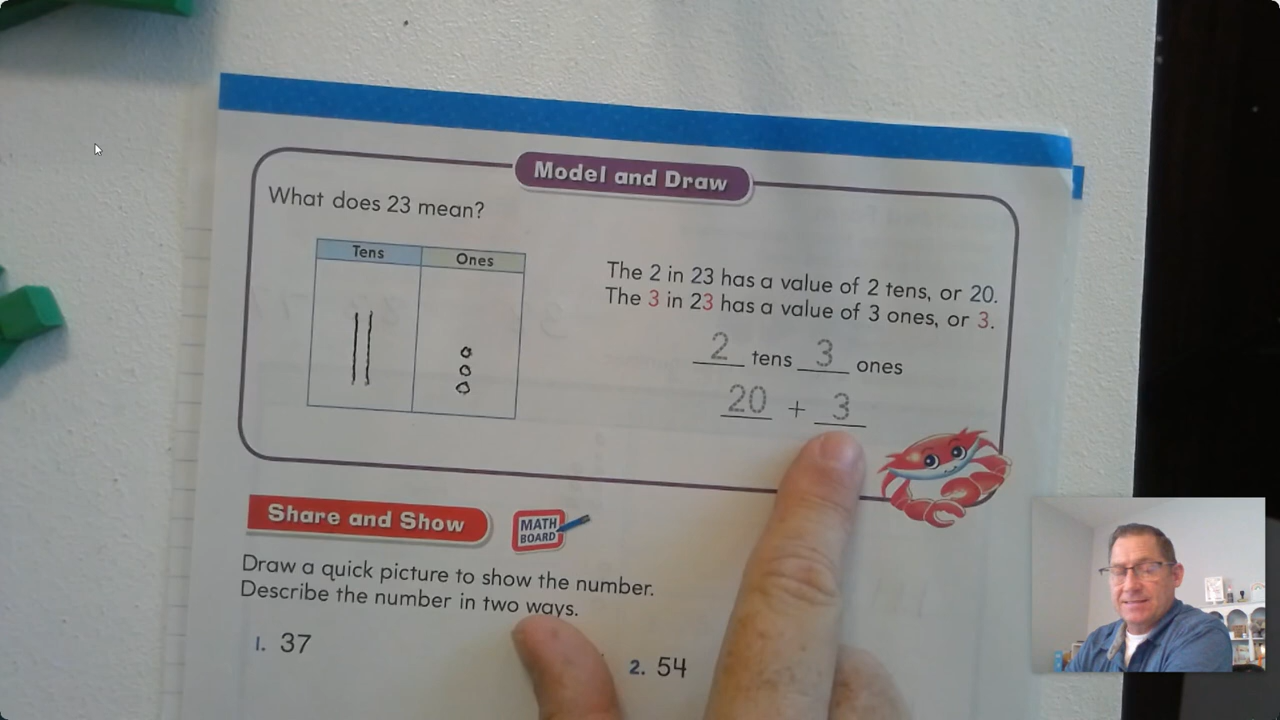 Model and Draw
What does 23 mean?
Tens Ones
The 2 in 23 has a value of 2 tens, or 20.
The 3 in 23 has a value of 3 ones, or 3.
2 tens 3 ones
20 + 3
Share and Show
MATH
BOARD
Draw a quick picture to show the number.
Describe the number in two ways.
1. 37
2. 54